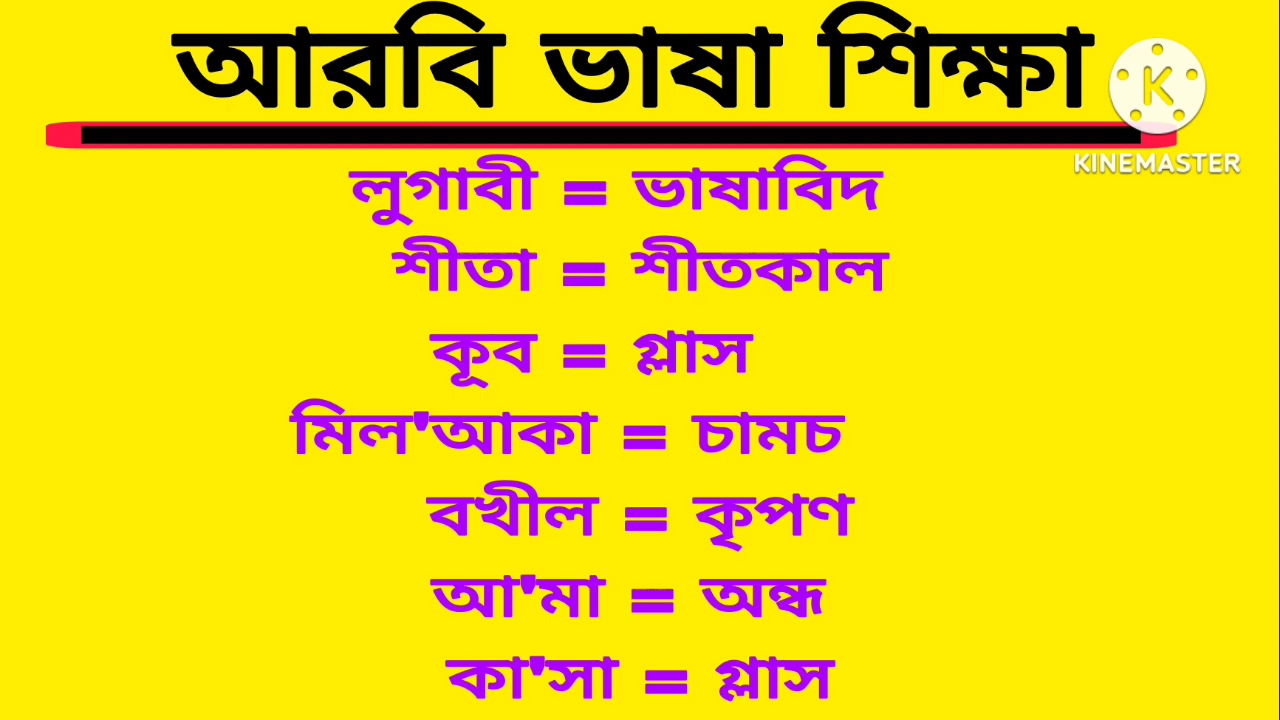 আরবি ভাষা শিক্ষা
K
KINEMASTER
লুগাবী = ভাষাবিদ
শীতা = শীতকাল
কূব = গ্লাস
মিল'আকা = চামচ
বখীল = কৃপণ
আ'মা = অন্ধ
কা'সা = গ্লাস